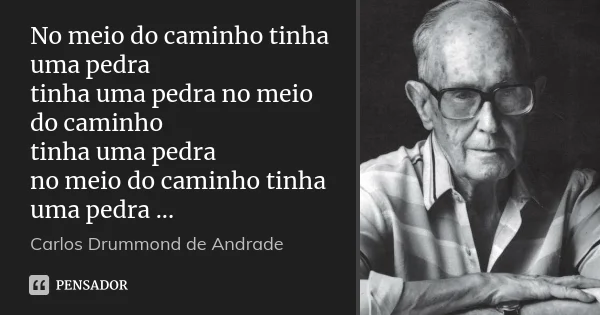 No meio do caminho tinha
uma pedra
tinha uma pedra no meio
do caminho
tinha uma pedra
no meio do caminho tinha
uma pedra ...
Carlos Drummond de Andrade
PENSADOR